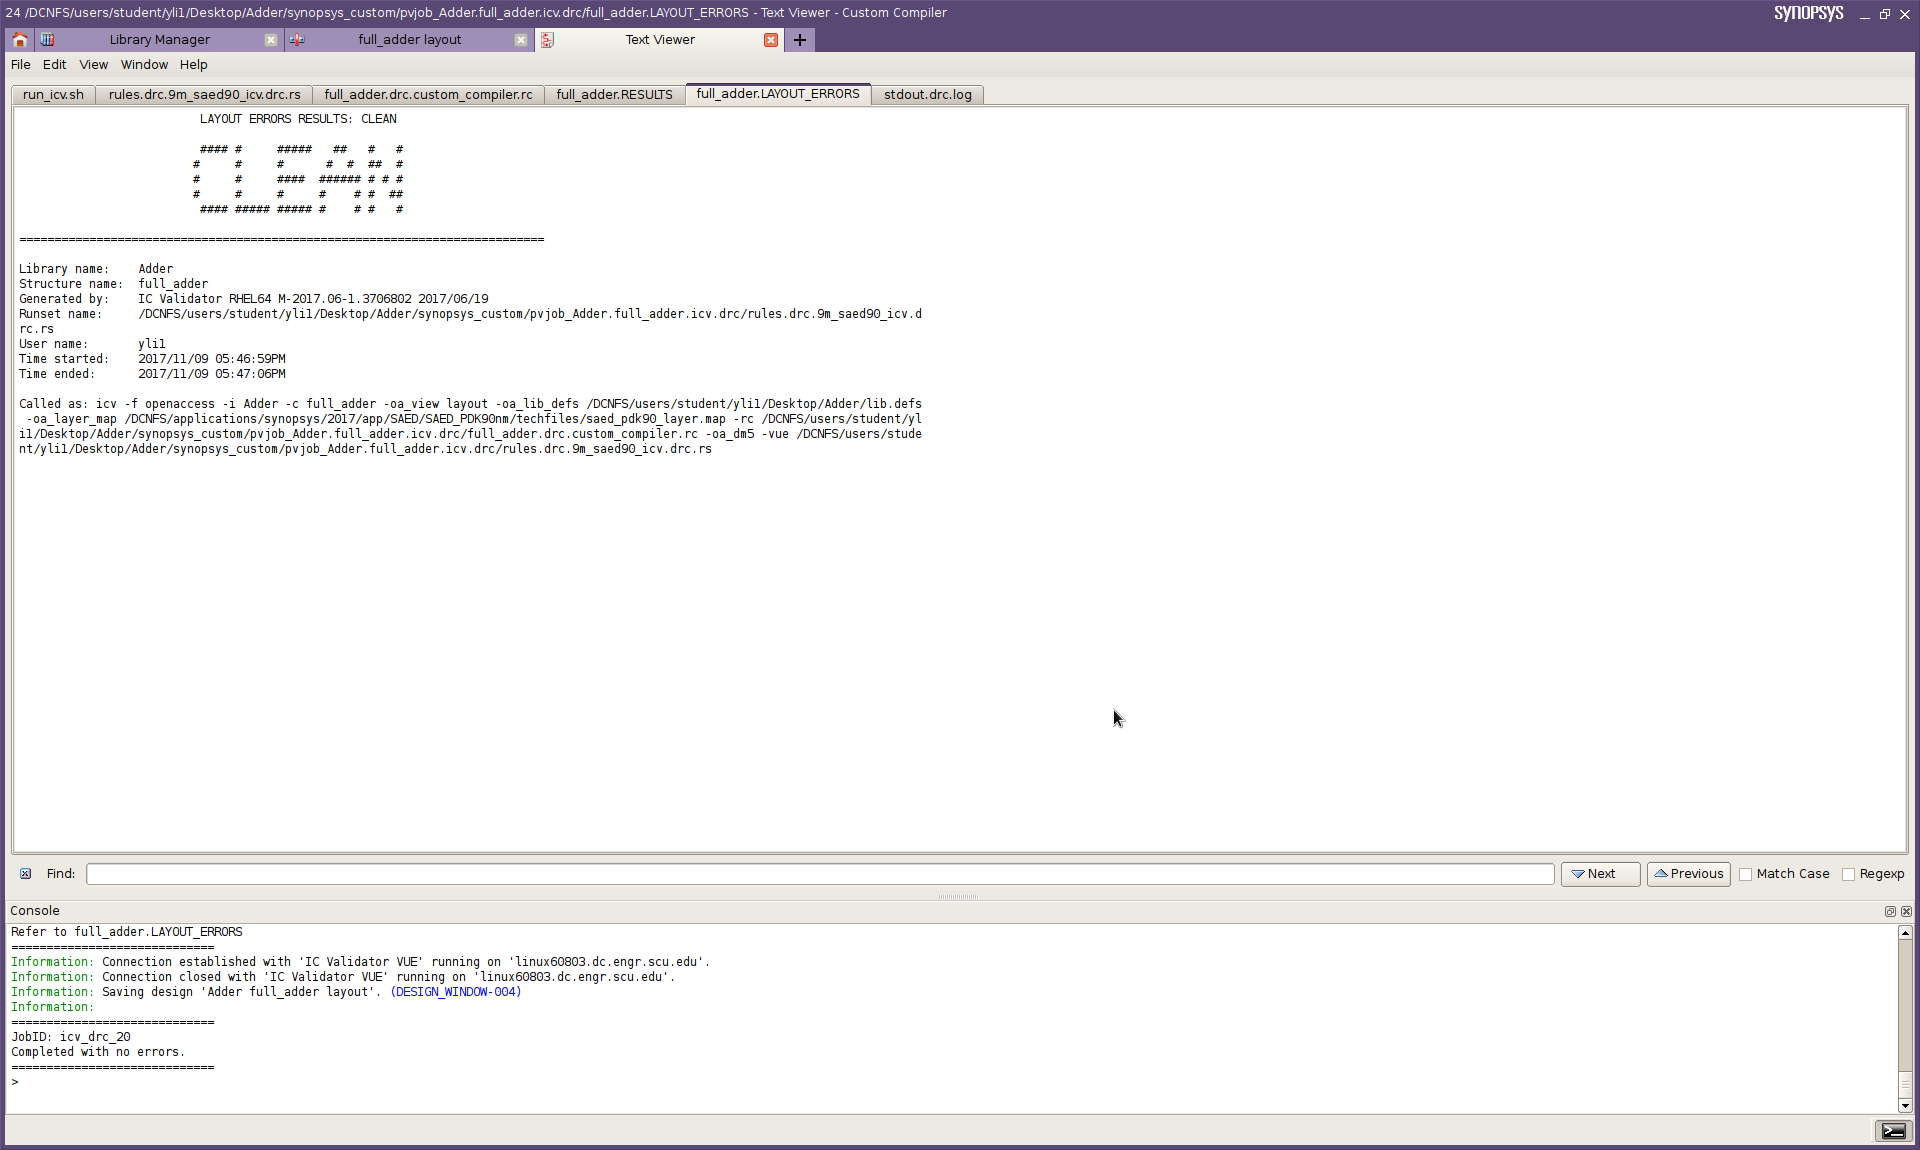 24 /DCNFS/users/student/yli1/Desktop/Adder/synopsys_custom/pvjob_Adder.full_adder.icv.drc/full_adder.LAYOUT_ERRORS - Text Viewer - Custom Compiler
SYNOPSYS
Library Manager
full_adder layout
Text Viewer
File Edit View Window Help
run_icv.sh
rules.drc.9m_saed90_icv.drc.rs
full_adder.drc.custom_compiler.rc
full_adder.RESULTS
full_adder.LAYOUT_ERRORS
stdout.drc.log
LAYOUT ERRORS RESULTS: CLEAN
#### #     #####   ##   #   #
#     #     #      #  #  ##  #
#     #     ####  ###### # # #
#     #     #     #    # #  ##
#### ##### ##### #    # #   #
===========================================================================
Library name:    Adder
Structure name:  full_adder
Generated by:    IC Validator RHEL64 M-2017.06-1.3706802 2017/06/19
Runset name:     /DCNFS/users/student/yli1/Desktop/Adder/synopsys_custom/pvjob_Adder.full_adder.icv.drc/rules.drc.9m_saed90_icv.d
rc.rs
User name:       yli1
Time started:    2017/11/09 05:46:59PM
Time ended:      2017/11/09 05:47:06PM
Called as: icv -f openaccess -i Adder -c full_adder -oa_view layout -oa_lib_defs /DCNFS/users/student/yli1/Desktop/Adder/lib.defs
-oa_layer_map /DCNFS/applications/synopsys/2017/app/SAED/SAED_PDK90nm/techfiles/saed_pdk90_layer.map -rc /DCNFS/users/student/yl
i1/Desktop/Adder/synopsys_custom/pvjob_Adder.full_adder.icv.drc/full_adder.drc.custom_compiler.rc -oa_dm5 -vue /DCNFS/users/stude
nt/yli1/Desktop/Adder/synopsys_custom/pvjob_Adder.full_adder.icv.drc/rules.drc.9m_saed90_icv.drc.rs
Find:
Next
Previous
Match Case
Regexp
Console
Refer to full_adder.LAYOUT_ERRORS
=============================
Information: Connection established with 'IC Validator VUE' running on 'linux60803.dc.engr.scu.edu'.
Information: Connection closed with 'IC Validator VUE' running on 'linux60803.dc.engr.scu.edu'.
Information: Saving design 'Adder full_adder layout'. (DESIGN_WINDOW-004)
Information:
=============================
JobID: icv_drc_20
Completed with no errors.
=============================
>